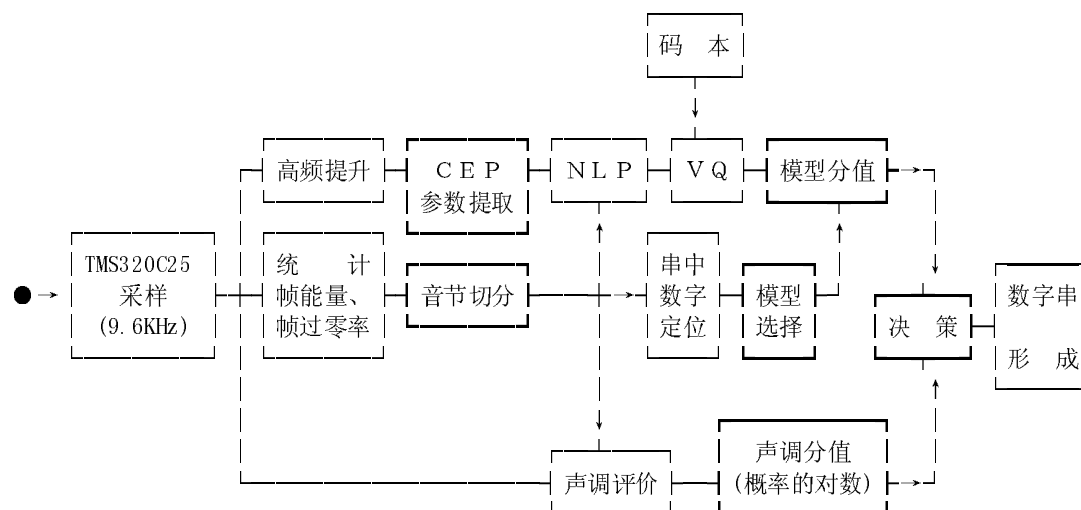 码 本
高频提升
ＣＥＰ
参数提取
ＮＬＰ
ＶＱ
模型分值
TMS320C25
采样
(9.6KHz)
统 计
帧能量、
帧过零率
音节切分
串中
数字
定位
模型
选择
决 策
数字串
形 成
声调评价
声调分值
(概率的对数)